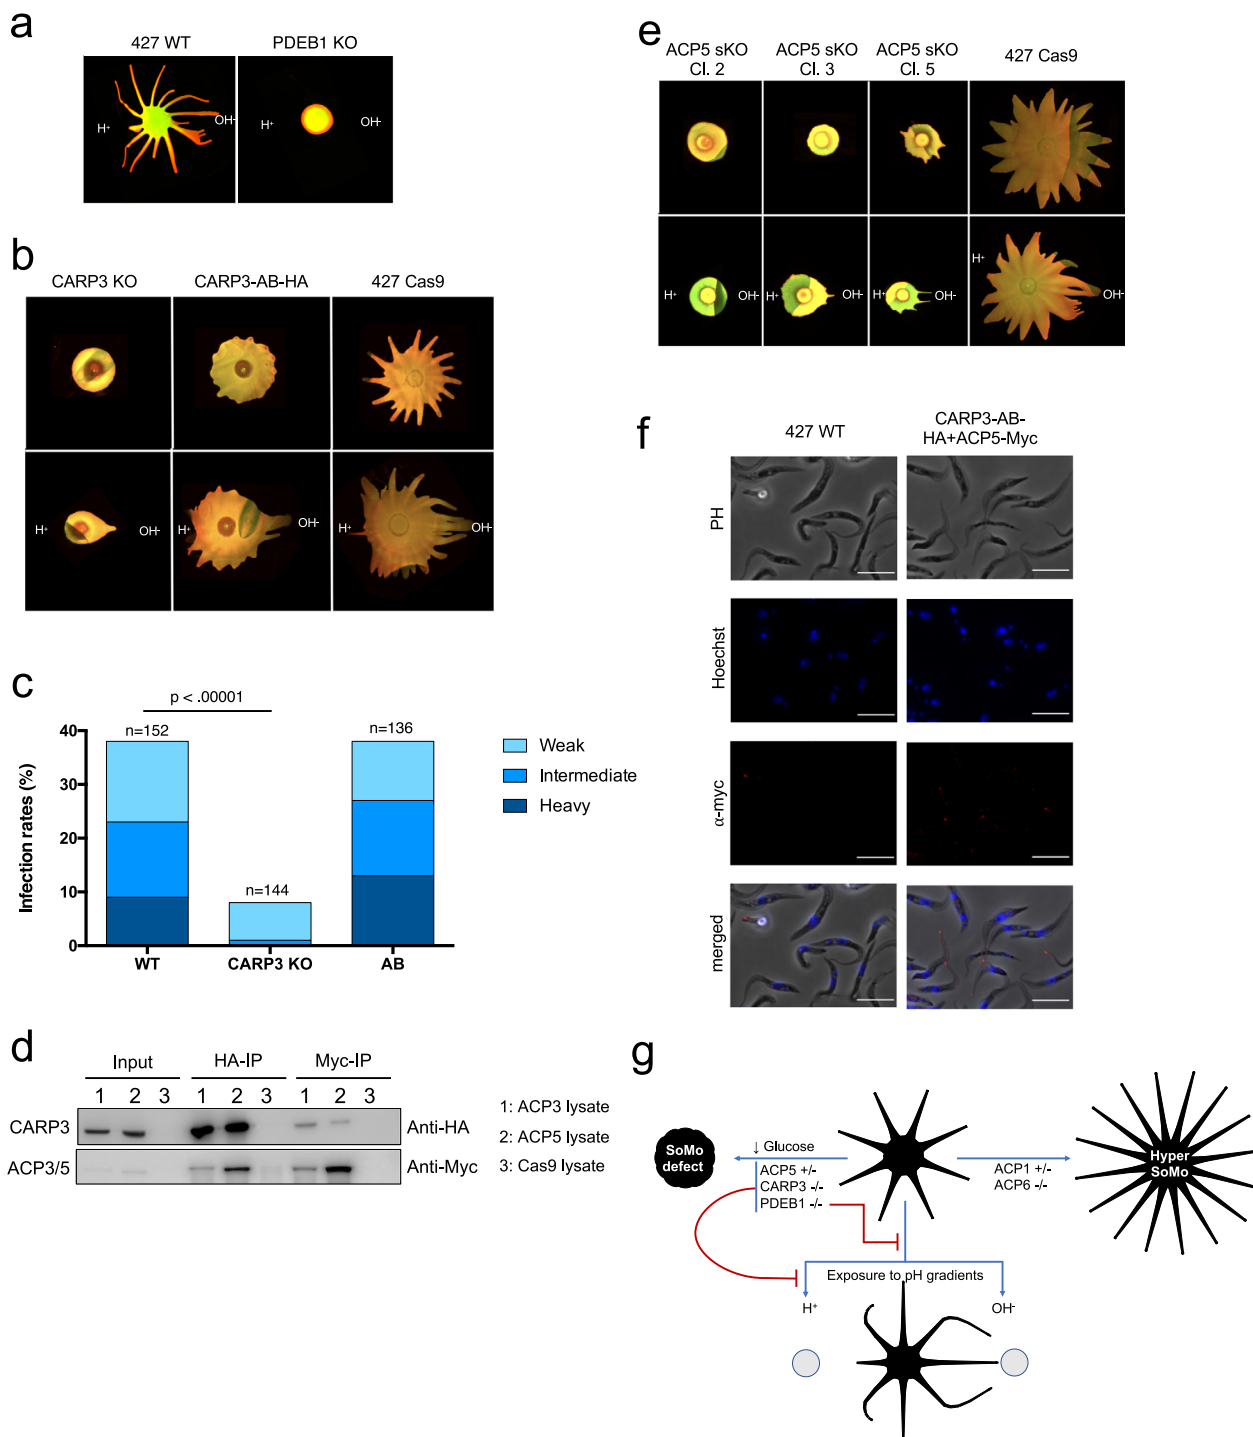 a
427 WT
PDEB1 KO
H⁺
OH⁻
H⁺
OH⁻
b
CARP3 KO
CARP3-AB-HA
427 Cas9
H⁺
OH⁻
H⁺
OH⁻
H⁺
OH⁻
c
p < .00001
n=152
n=144
n=136
Infection rates (%)
40
30
20
10
0
WT
CARP3 KO
AB
Weak
Intermediate
Heavy
d
Input
HA-IP
Myc-IP
1 2 3 1 2 3 1 2 3
CARP3
Anti-HA
ACP3/5
Anti-Myc
1: ACP3 lysate
2: ACP5 lysate
3: Cas9 lysate
e
ACP5 sKO
Cl. 2
ACP5 sKO
Cl. 3
ACP5 sKO
Cl. 5
427 Cas9
H⁺
OH⁻
H⁺
OH⁻
H⁺
OH⁻
H⁺
OH⁻
f
427 WT
CARP3-AB-
HA+ACP5-Myc
PH
Hoechst
α-myc
merged
g
SoMo
defect
↓ Glucose
ACP5 +/-
CARP3 -/-
PDEB1 -/-
ACP1 +/-
ACP6 -/-
Hyper
SoMo
Exposure to pH gradients
H⁺
OH⁻